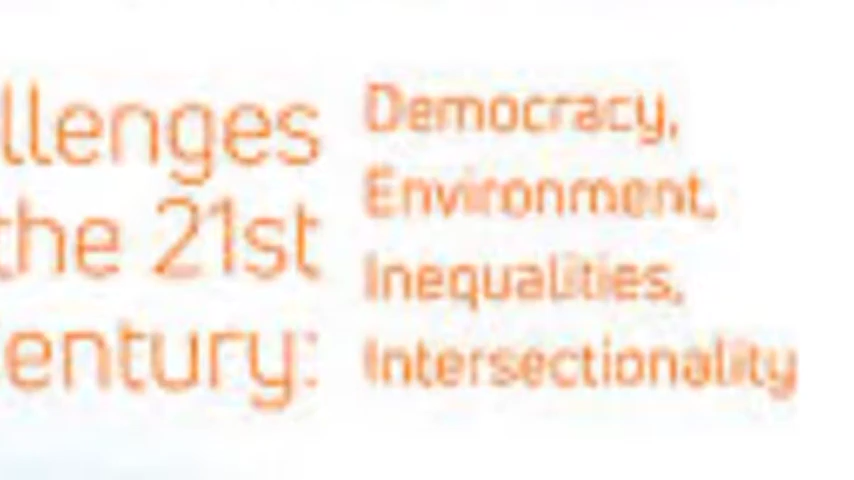 llenges
the 21st
entury:
Democracy,
Environment,
Inequalities,
Intersectionality